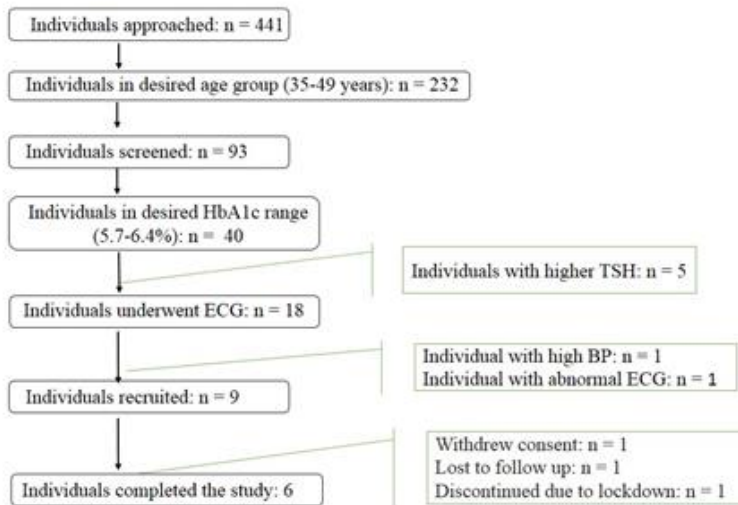 Individuals approached: n = 441
Individuals in desired age group (35-49 years): n = 232
Individuals screened: n = 93
Individuals in desired HbA1c range
(5.7-6.4%): n = 40
Individuals with higher TSH: n = 5
Individuals underwent ECG: n = 18
Individual with high BP: n = 1
Individual with abnormal ECG: n = 1
Individuals recruited: n = 9
Withdrew consent: n = 1
Lost to follow up: n = 1
Discontinued due to lockdown: n = 1
Individuals completed the study: 6